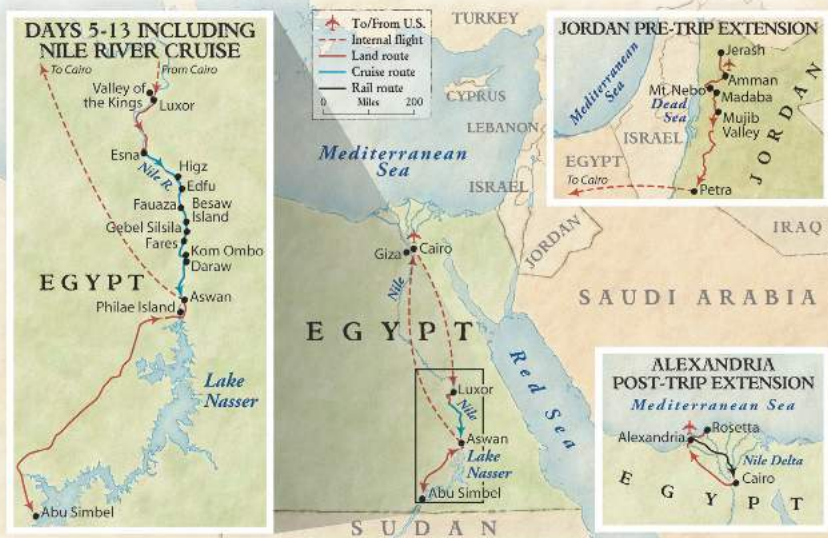 DAYS 5-13 INCLUDING
NILE RIVER CRUISE
To Cairo
From Cairo
Valley of
the Kings
Luxor
Esna
Nile R.
Higz
Edfu
Fauaza
Besaw
Island
Gebel Silsila
Fares
Kom Ombo
Daraw
EGYPT
Aswan
Philae Island
Lake
Nasser
Abu Simbel
To/From U.S.
Internal flight
Land route
Cruise route
Rail route
0 200
Miles
TURKEY
CYPRUS
LEBANON
Mediterranean
Sea
ISRAEL
JORDAN
IRAQ
SAUDI ARABIA
Giza
Cairo
Nile
EGYPT
Red Sea
Luxor
Nile
Aswan
Lake
Nasser
Abu Simbel
SUDAN
JORDAN PRE-TRIP EXTENSION
Jerash
Mediterranean
Sea
Amman
Mt. Nebo
Madaba
Dead
Sea
Mujib
Valley
ISRAEL
JORDAN
EGYPT
To Cairo
Petra
ALEXANDRIA
POST-TRIP EXTENSION
Mediterranean Sea
Rosetta
Alexandria
Nile Delta
Cairo
EGYPT